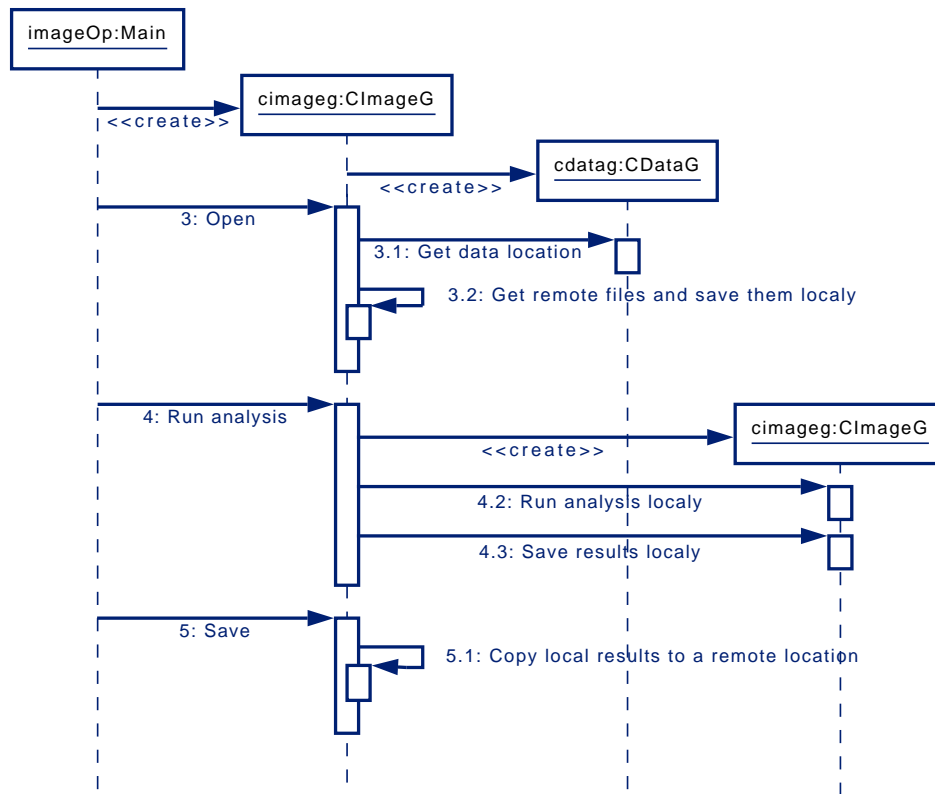 imageOp:Main
cimageg:CImageG
<<create>>
cdatag:CDataG
<<create>>
3: Open
3.1: Get data location
3.2: Get remote files and save them localy
4: Run analysis
cimageg:CImageG
<<create>>
4.2: Run analysis localy
4.3: Save results localy
5: Save
5.1: Copy local results to a remote location